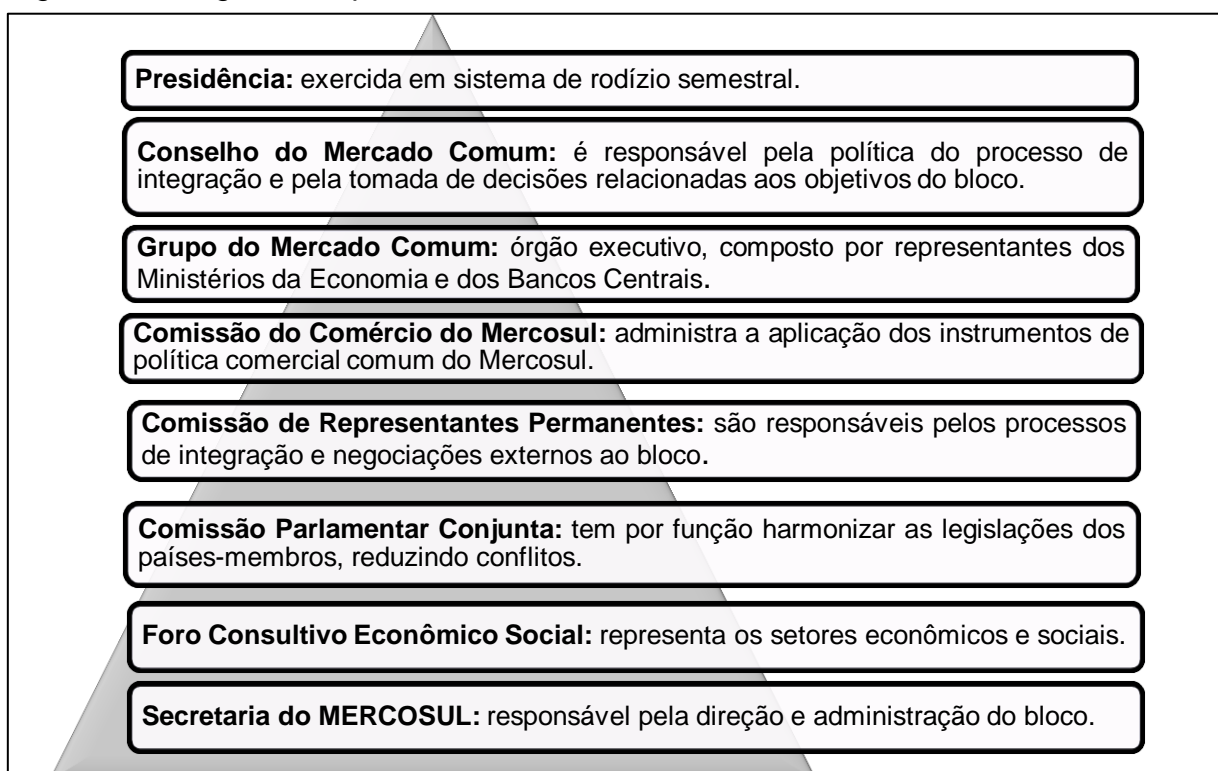 Presidência: exercida em sistema de rodízio semestral.
Conselho do Mercado Comum: é responsável pela política do processo de
integração e pela tomada de decisões relacionadas aos objetivos do bloco.
Grupo do Mercado Comum: órgão executivo, composto por representantes dos
Ministérios da Economia e dos Bancos Centrais.
Comissão do Comércio do Mercosul: administra a aplicação dos instrumentos de
política comercial comum do Mercosul.
Comissão de Representantes Permanentes: são responsáveis pelos processos
de integração e negociações externos ao bloco.
Comissão Parlamentar Conjunta: tem por função harmonizar as legislações dos
países-membros, reduzindo conflitos.
Foro Consultivo Econômico Social: representa os setores econômicos e sociais.
Secretaria do MERCOSUL: responsável pela direção e administração do bloco.